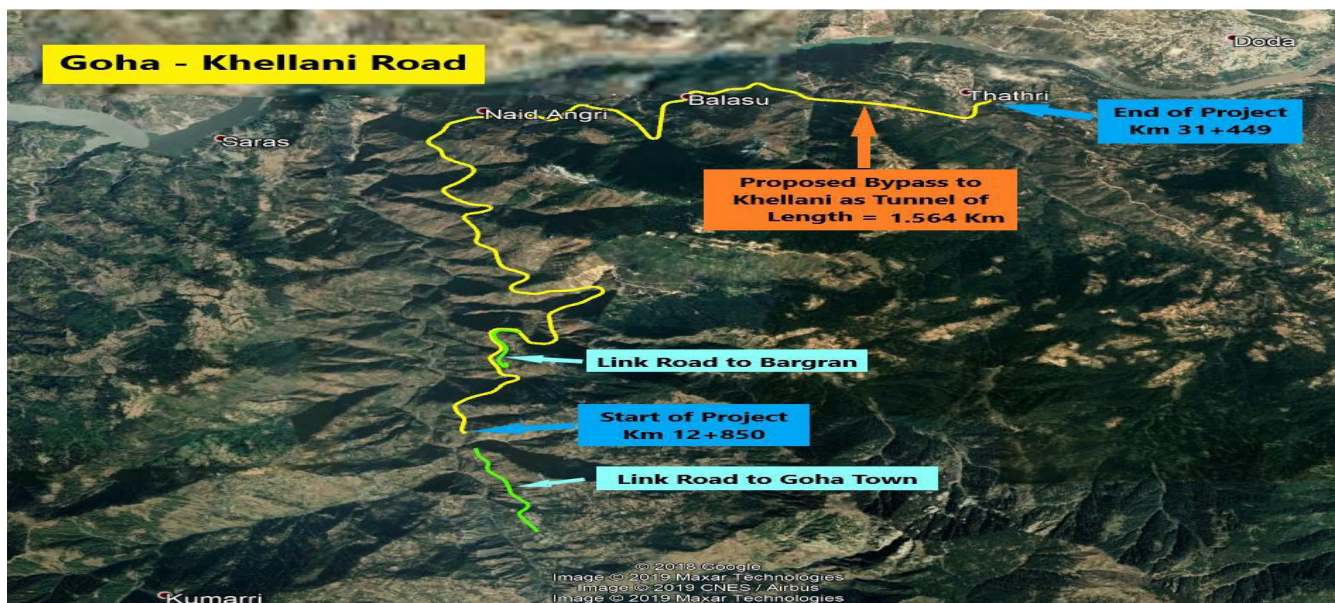 Goha - Khellani Road
Doda
Thathri
Balasu
Naid Angri
Saras
End of Project
Km 31+449
Proposed Bypass to
Khellani as Tunnel of
Length = 1.564 Km
Link Road to Bargran
Start of Project
Km 12+850
Link Road to Goha Town
© 2018 Google
Image © 2019 Maxar Technologies
Image © 2019 CNES / Airbus
Image © 2019 Maxar Technologies
Kumarri